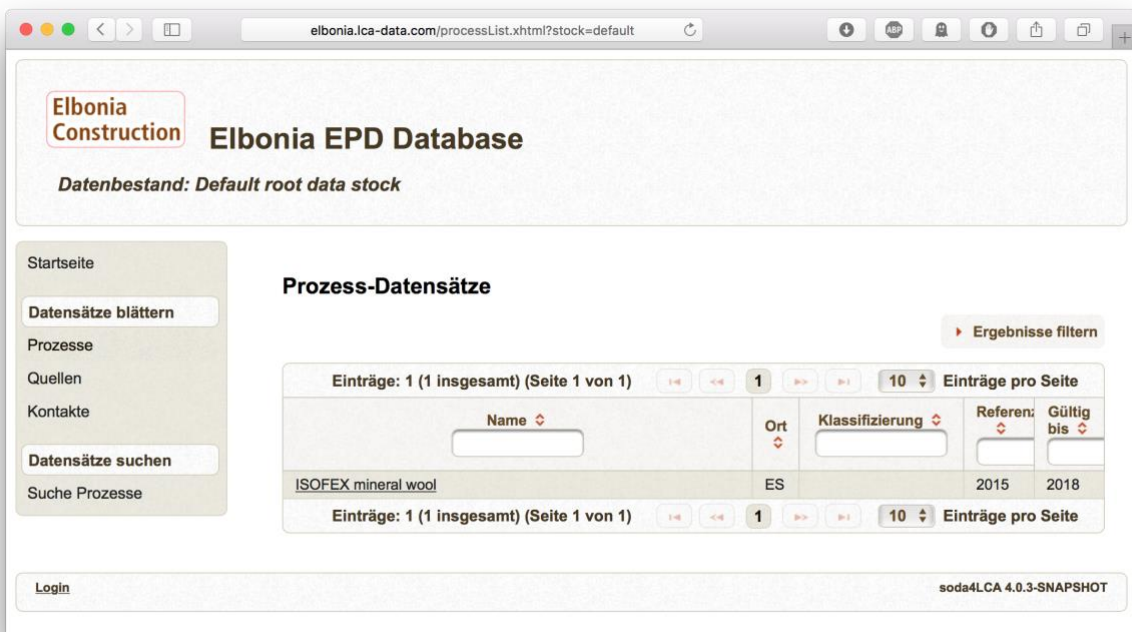 elbonia.lca-data.com/processList.xhtml?stock=default
ABP
Elbonia
Construction
Elbonia EPD Database
Datenbestand: Default root data stock
Startseite
Datensätze blättern
Prozesse
Quellen
Kontakte
Datensätze suchen
Suche Prozesse
Prozess-Datensätze
Ergebnisse filtern
Einträge: 1 (1 insgesamt) (Seite 1 von 1) 1 10 Einträge pro Seite
Name Ort Klassifizierung Referenz Gültig bis
ISOFEX mineral wool ES 2015 2018
Einträge: 1 (1 insgesamt) (Seite 1 von 1) 1 10 Einträge pro Seite
Login soda4LCA 4.0.3-SNAPSHOT